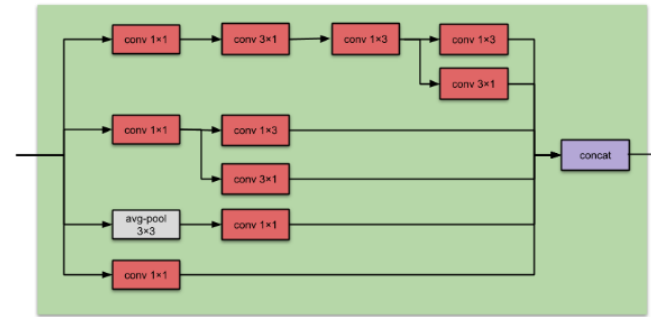 conv 1×1
conv 3×1
conv 1×3
conv 1×3
conv 3×1
conv 1×1
conv 1×3
concat
conv 3×1
avg-pool
3×3
conv 1×1
conv 1×1